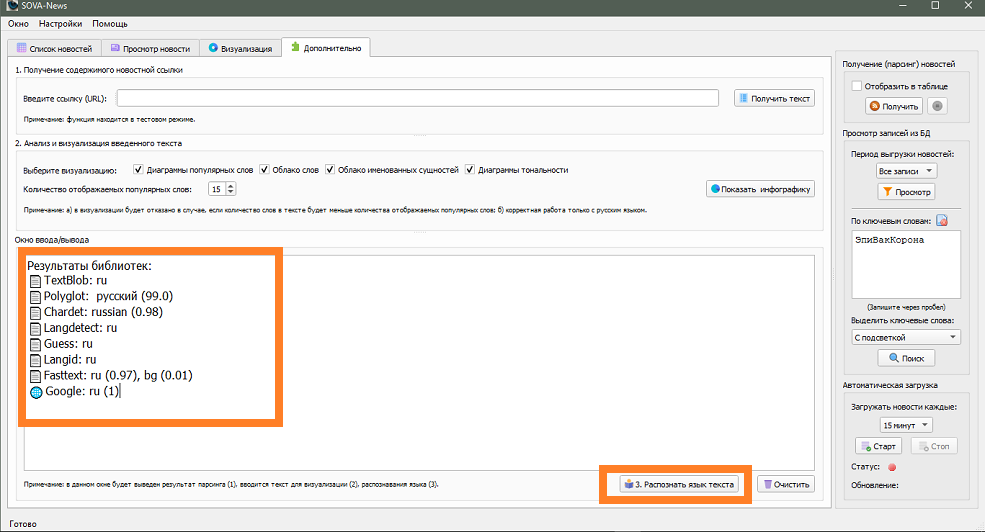 SOVA-News
Окно Настройки Помощь
Список новостей Просмотр новости Визуализация Дополнительно
1. Получение содержимого новостной ссылки
Введите ссылку (URL): Получить текст
Примечание: функция находится в тестовом режиме.
2. Анализ и визуализация введенного текста
Выберите визуализацию: Диаграммы популярных слов Облако слов Облако именованных сущностей Диаграммы тональности
Количество отображаемых популярных слов: 15 Показать инфографику
Примечание: а) в визуализации будет отказано в случае, если количество слов в тексте будет меньше количества отображаемых популярных слов; б) корректная работа только с русским языком.
Окно ввода/вывода
Результаты библиотек:
TextBlob: ru
Polyglot: русский (99.0)
Chardet: russian (0.98)
Langdetect: ru
Guess: ru
Langid: ru
Fasttext: ru (0.97), bg (0.01)
Google: ru (1)
Примечание: в данном окне будет выведен результат парсинга (1), вводится текст для визуализации (2), распознавания языка (3).
3. Распознать язык текста Очистить
Получение (парсинг) новостей
Отобразить в таблице
Получить
Просмотр записей из БД
Период выгрузки новостей:
Все записи
Просмотр
По ключевым словам:
ЭпиВакКорона
(Запишите через пробел)
Выделить ключевые слова:
С подсветкой
Поиск
Автоматическая загрузка
Загружать новости каждые:
15 минут
Старт Стоп
Статус:
Обновление:
Готово